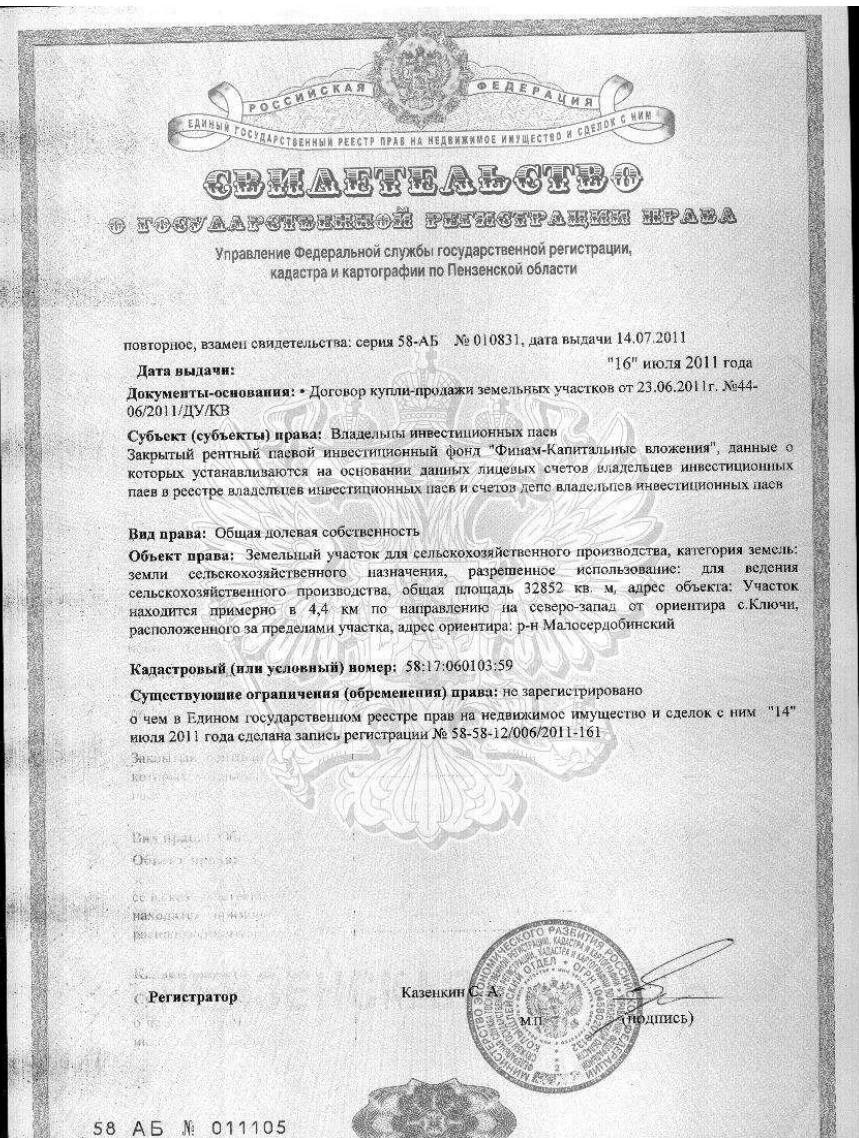 РОССИЙСКАЯ ФЕДЕРАЦИЯ
ЕДИНЫЙ ГОСУДАРСТВЕННЫЙ РЕЕСТР ПРАВ НА НЕДВИЖИМОЕ ИМУЩЕСТВО И СДЕЛОК С НИМ
СВИДЕТЕЛЬСТВО
О ГОСУДАРСТВЕННОЙ РЕГИСТРАЦИИ ПРАВА
Управление Федеральной службы государственной регистрации,
кадастра и картографии по Пензенской области
повторное, взамен свидетельства: серия 58-АБ № 010831, дата выдачи 14.07.2011
Дата выдачи: "16" июля 2011 года
Документы-основания: • Договор купли-продажи земельных участков от 23.06.2011г. №44-
06/2011/ДУ/КВ
Субъект (субъекты) права: Владельцы инвестиционных паев
Закрытый рентный паевой инвестиционный фонд "Финам-Капитальные вложения", данные о
которых устанавливаются на основании данных лицевых счетов владельцев инвестиционных
паев в реестре владельцев инвестиционных паев и счетов депо владельцев инвестиционных паев
Вид права: Общая долевая собственность
Объект права: Земельный участок для сельскохозяйственного производства, категория земель:
земли сельскохозяйственного назначения, разрешенное использование: для ведения
сельскохозяйственного производства, общая площадь 32852 кв. м, адрес объекта: Участок
находится примерно в 4,4 км по направлению на северо-запад от ориентира с.Ключи,
расположенного за пределами участка, адрес ориентира: р-н Малосердобинский
Кадастровый (или условный) номер: 58:17:060103:59
Существующие ограничения (обременения) права: не зарегистрировано
о чем в Едином государственном реестре прав на недвижимое имущество и сделок с ним "14"
июля 2011 года сделана запись регистрации № 58-58-12/006/2011-161
Регистратор Казенкин С. А.
м.п. (подпись)
58 АБ № 011105